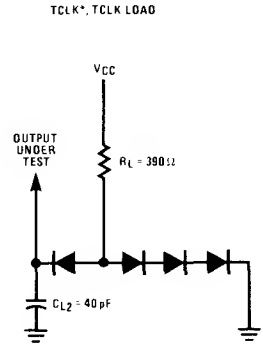 TCLK*, TCLK LOAD
VCC
OUTPUT
UNDER
TEST
RL = 390Ω
CL2 = 40 pF